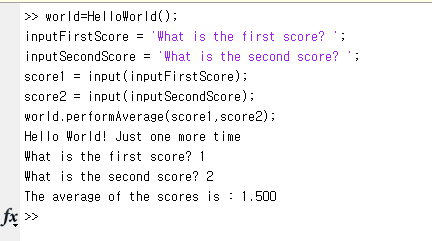 >> world=HelloWorld();
inputFirstScore = 'What is the first score? ';
inputSecondScore = 'What is the second score? ';
score1 = input(inputFirstScore);
score2 = input(inputSecondScore);
world.performAverage(score1,score2);
Hello World! Just one more time
What is the first score? 1
What is the second score? 2
The average of the scores is : 1.500
fx >>